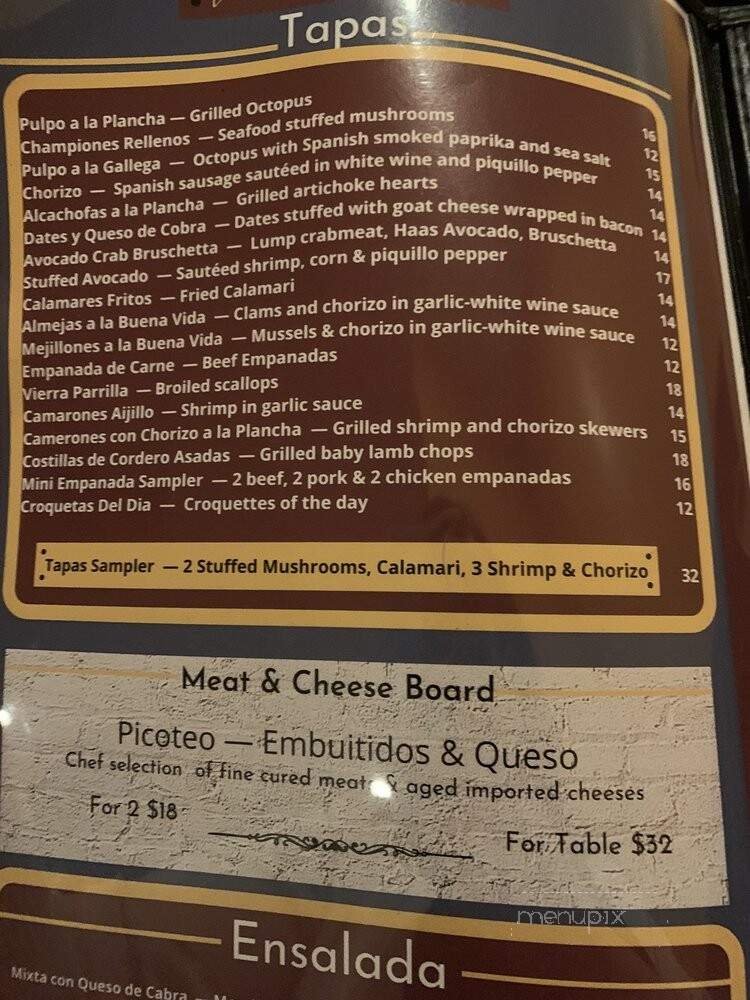 Tapas
Pulpo a la Plancha — Grilled Octopus 16
Championes Rellenos — Seafood stuffed mushrooms 12
Pulpo a la Gallega — Octopus with Spanish smoked paprika and sea salt 15
Chorizo — Spanish sausage sautéed in white wine and piquillo pepper 14
Alcachofas a la Plancha — Grilled artichoke hearts 14
Dates y Queso de Cobra — Dates stuffed with goat cheese wrapped in bacon 14
Avocado Crab Bruschetta — Lump crabmeat, Haas Avocado, Bruschetta 14
Stuffed Avocado — Sautéed shrimp, corn & piquillo pepper 17
Calamares Fritos — Fried Calamari 14
Almejas a la Buena Vida — Clams and chorizo in garlic-white wine sauce 14
Mejillones a la Buena Vida — Mussels & chorizo in garlic-white wine sauce 12
Empanada de Carne — Beef Empanadas 12
Vierra Parrilla — Broiled scallops 18
Camarones Aijillo — Shrimp in garlic sauce 14
Camerones con Chorizo a la Plancha — Grilled shrimp and chorizo skewers 15
Costillas de Cordero Asadas — Grilled baby lamb chops 18
Mini Empanada Sampler — 2 beef, 2 pork & 2 chicken empanadas 16
Croquetas Del Dia — Croquettes of the day 12
Tapas Sampler — 2 Stuffed Mushrooms, Calamari, 3 Shrimp & Chorizo 32
Meat & Cheese Board
Picoteo — Embuitidos & Queso
Chef selection of fine cured meat & aged imported cheeses
For 2 $18
For Table $32
menupix
Ensalada
Mixta con Queso de Cabra —